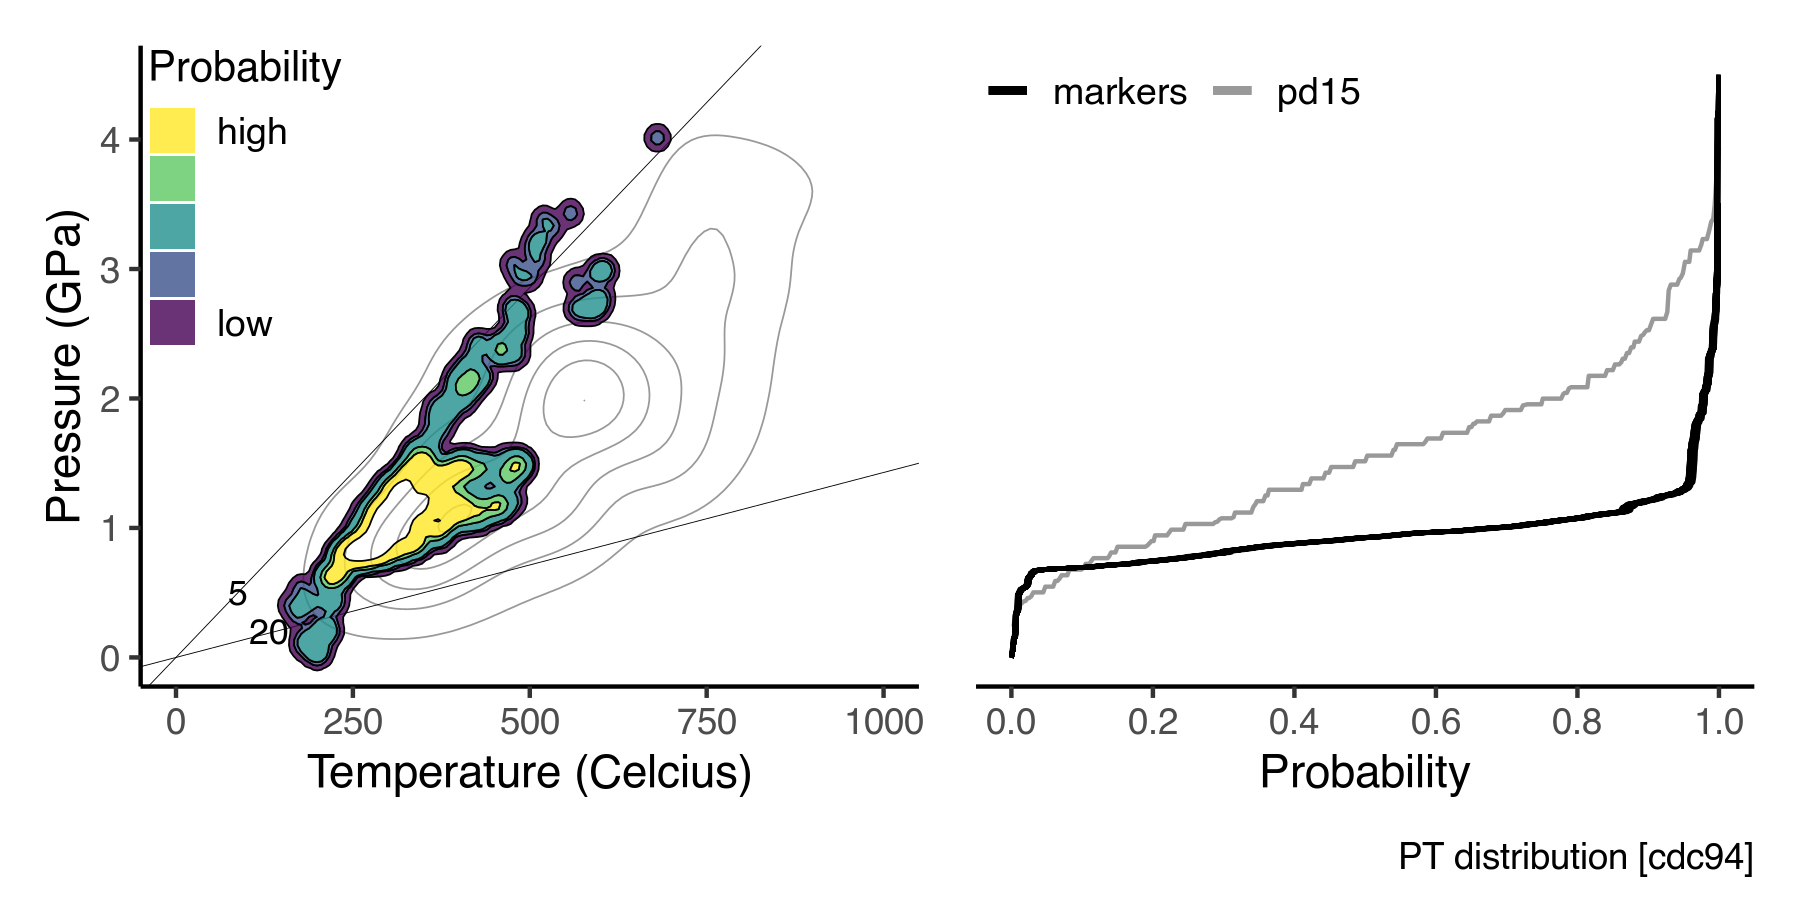 Probability
high
low
4
3
2
1
0
Pressure (GPa)
5
20
0
250
500
750
1000
Temperature (Celcius)
markers
pd15
0.0
0.2
0.4
0.6
0.8
1.0
Probability
PT distribution [cdc94]